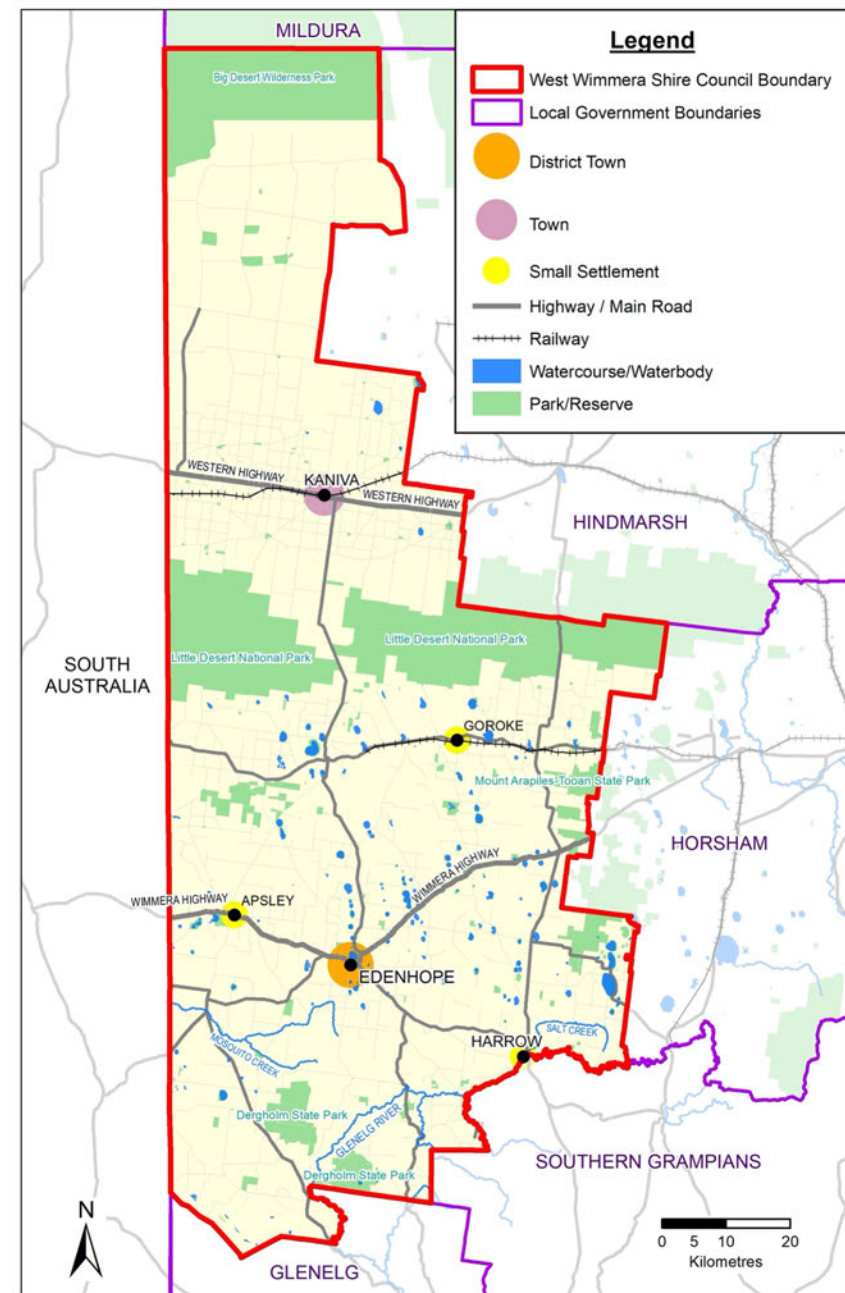 MILDURA
Big Desert Wilderness Park
Legend
West Wimmera Shire Council Boundary
Local Government Boundaries
District Town
Town
Small Settlement
Highway / Main Road
Railway
Watercourse/Waterbody
Park/Reserve
WESTERN HIGHWAY
KANIVA
WESTERN HIGHWAY
HINDMARSH
SOUTH
AUSTRALIA
Little Desert National Park
Little Desert National Park
GOROKE
Mount Arapiles-Tooan State Park
HORSHAM
WIMMERA HIGHWAY
WIMMERA HIGHWAY
APSLEY
EDENHOPE
MOSQUITO CREEK
SALT CREEK
HARROW
Dergholm State Park
GLENELG RIVER
Dergholm State Park
SOUTHERN GRAMPIANS
N
GLENELG
0 5 10 20
Kilometres